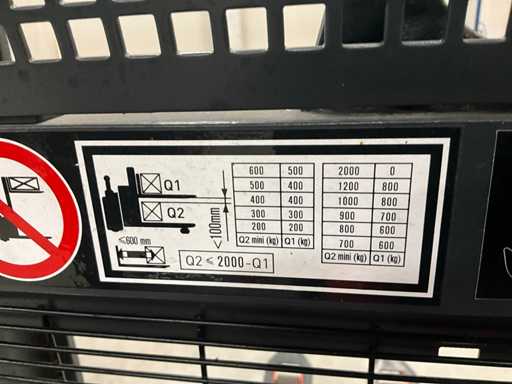 Q1
Q2
<100mm
≤600 mm
Q2 ≤ 2000-Q1
600 500
500 400
400 400
300 300
200 200
Q2 mini (kg) Q1 (kg)
2000 0
1200 800
1000 800
900 700
800 600
700 600
Q2 mini (kg) Q1 (kg)